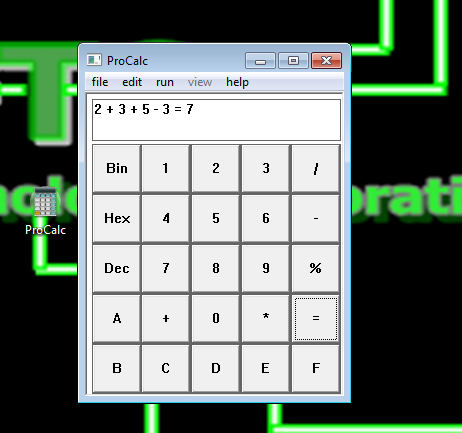 ProCalc
file edit run view help
2 + 3 + 5 - 3 = 7
Bin 1 2 3 /
Hex 4 5 6 -
Dec 7 8 9 %
A + 0 * =
B C D E F
ProCalc